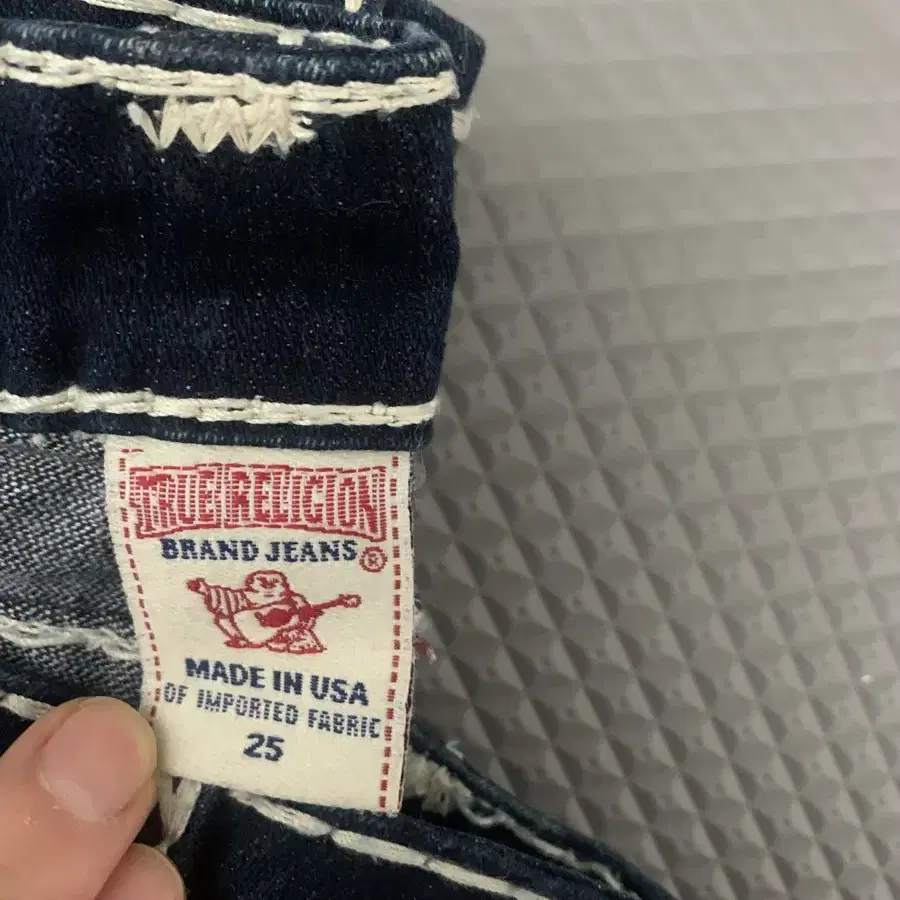 TRUE RELIGION
BRAND JEANS ®
MADE IN USA
OF IMPORTED FABRIC
25